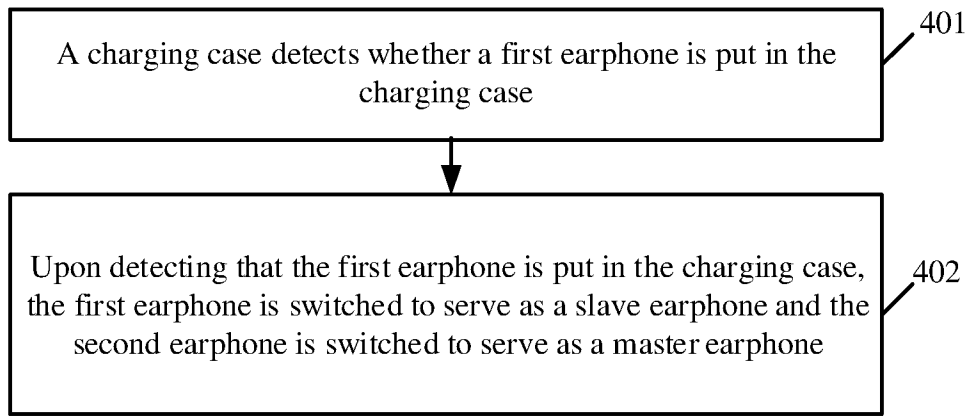 A charging case detects whether a first earphone is put in the
charging case
401
Upon detecting that the first earphone is put in the charging case,
the first earphone is switched to serve as a slave earphone and the
second earphone is switched to serve as a master earphone
402